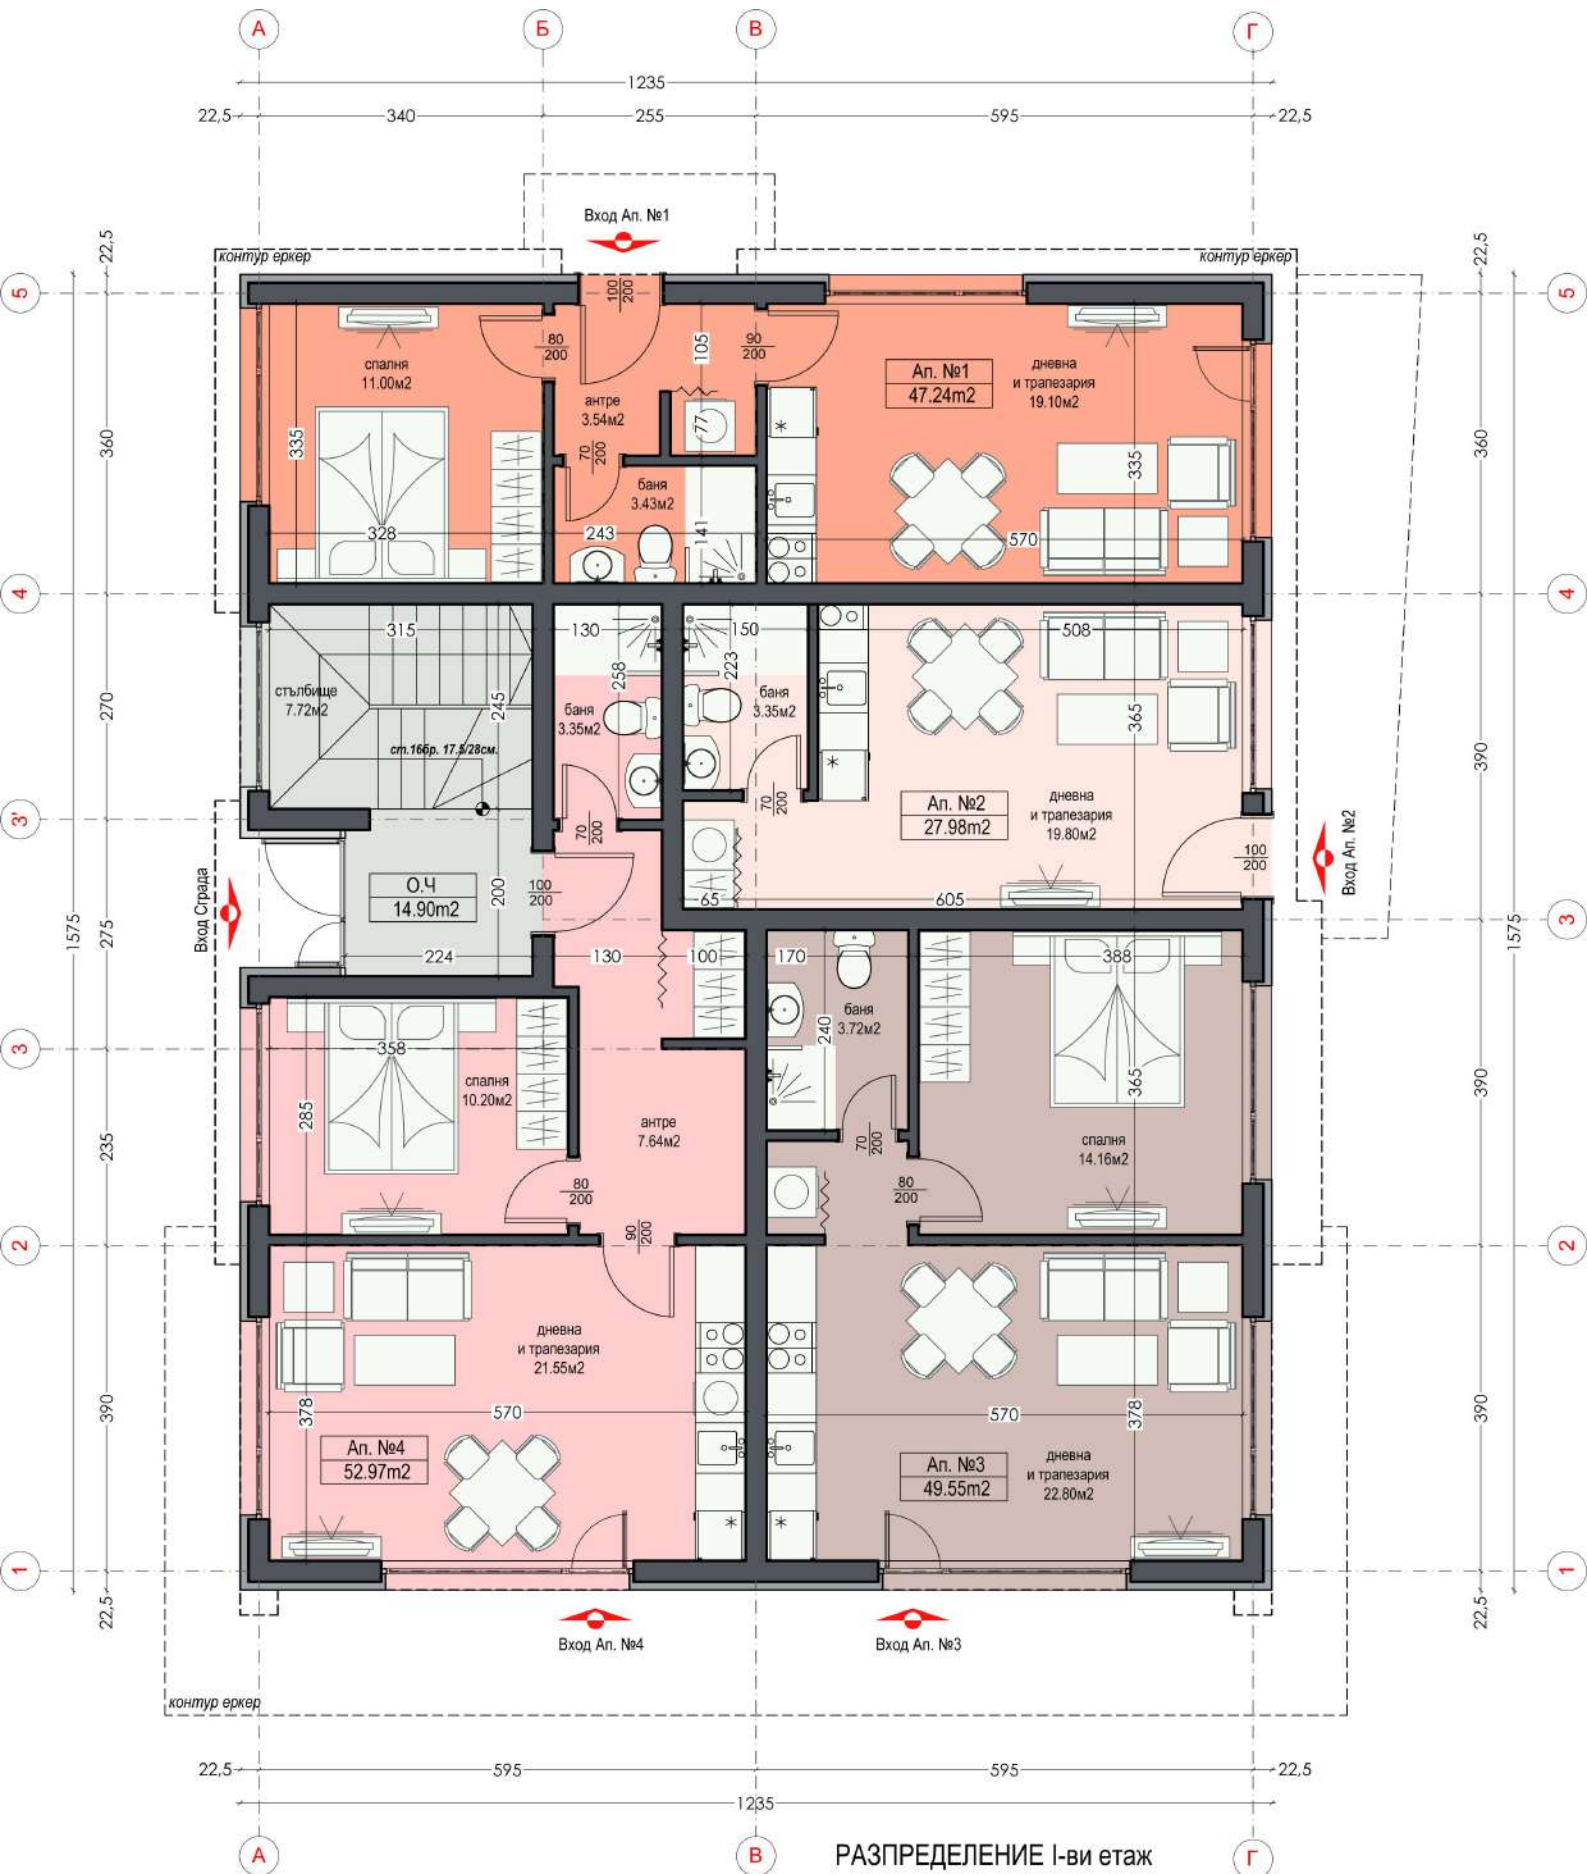 А Б В Г
1235
22,5 340 255 595 22,5
Вход Ап. №1
22,5
22,5
контур еркер
контур еркер
5
5
100
200
80
200
90
200
105
спалня
11.00м2
антре
3.54м2
Ап. №1
47.24m2
дневна
и трапезария
19.10м2
360
335
77
70
200
335
360
баня
3.43м2
141
328
243
570
4
4
315
130
150
508
258
223
стълбище
7.72м2
245
баня
3.35м2
баня
3.35м2
365
270
ст.16бр. 17.5/28см.
390
70
200
70
200
Ап. №2
27.98m2
дневна
и трапезария
19.80м2
3'
Вход Сграда
О.Ч
14.90m2
200
100
200
100
200
Вход Ап. №2
65
605
1575
275
3
1575
224
130
100
170
388
баня
3.72м2
240
3
358
спалня
10.20м2
285
365
390
антре
7.64м2
235
70
200
спалня
14.16м2
80
200
80
200
90
200
2
2
дневна
и трапезария
21.55м2
390
378
570
570
378
390
Ап. №4
52.97m2
Ап. №3
49.55m2
дневна
и трапезария
22.80м2
1
1
22,5
22,5
Вход Ап. №4
Вход Ап. №3
контур еркер
22,5 595 595 22,5
1235
А В Г
РАЗПРЕДЕЛЕНИЕ I-ви етаж